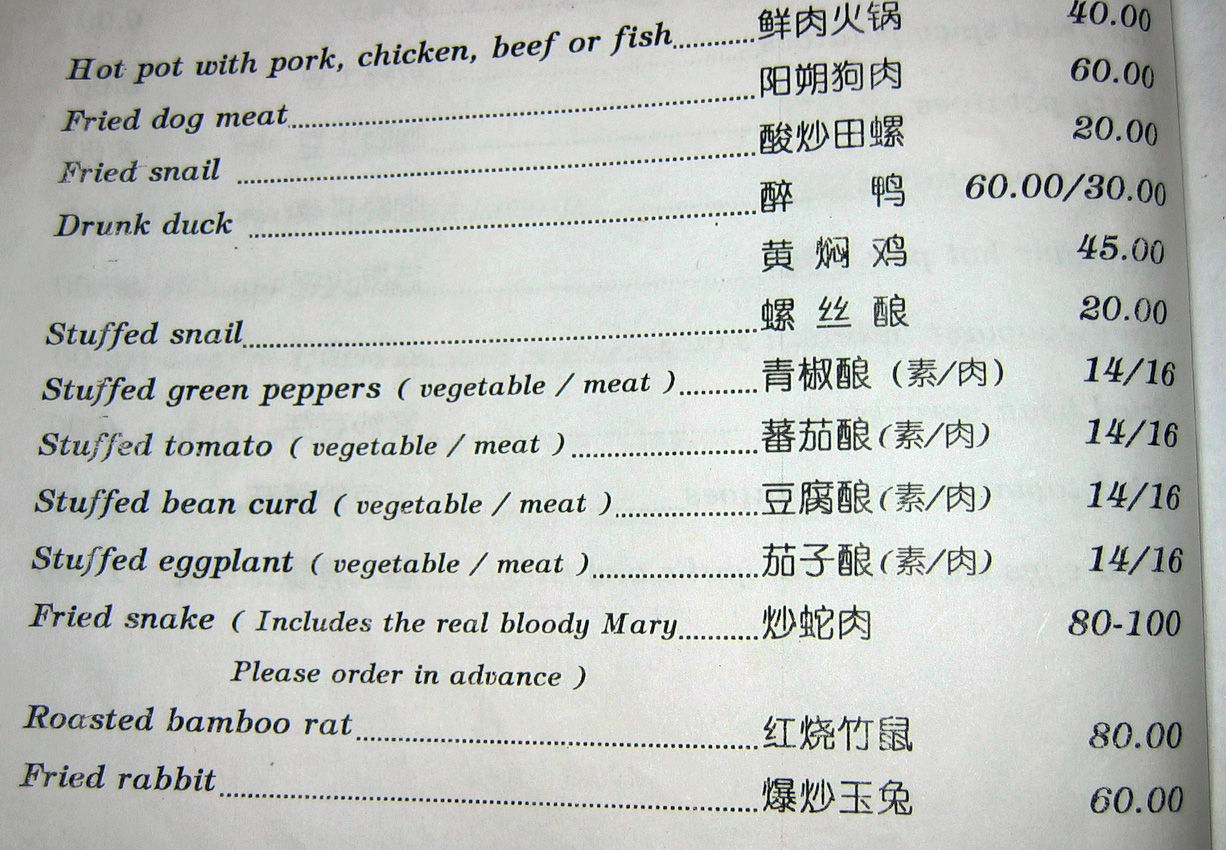 Hot pot with pork, chicken, beef or fish 鲜肉火锅 40.00
Fried dog meat 阳朔狗肉 60.00
Fried snail 酸炒田螺 20.00
Drunk duck 醉 鸭 60.00/30.00
黄 焖 鸡 45.00
Stuffed snail 螺 丝 酿 20.00
Stuffed green peppers ( vegetable / meat ) 青椒酿 (素/肉) 14/16
Stuffed tomato ( vegetable / meat ) 蕃茄酿(素/肉) 14/16
Stuffed bean curd ( vegetable / meat ) 豆腐酿(素/肉) 14/16
Stuffed eggplant ( vegetable / meat ) 茄子酿(素/肉) 14/16
Fried snake ( Includes the real bloody Mary 炒蛇肉 80-100
Please order in advance )
Roasted bamboo rat 红烧竹鼠 80.00
Fried rabbit 爆炒玉兔 60.00